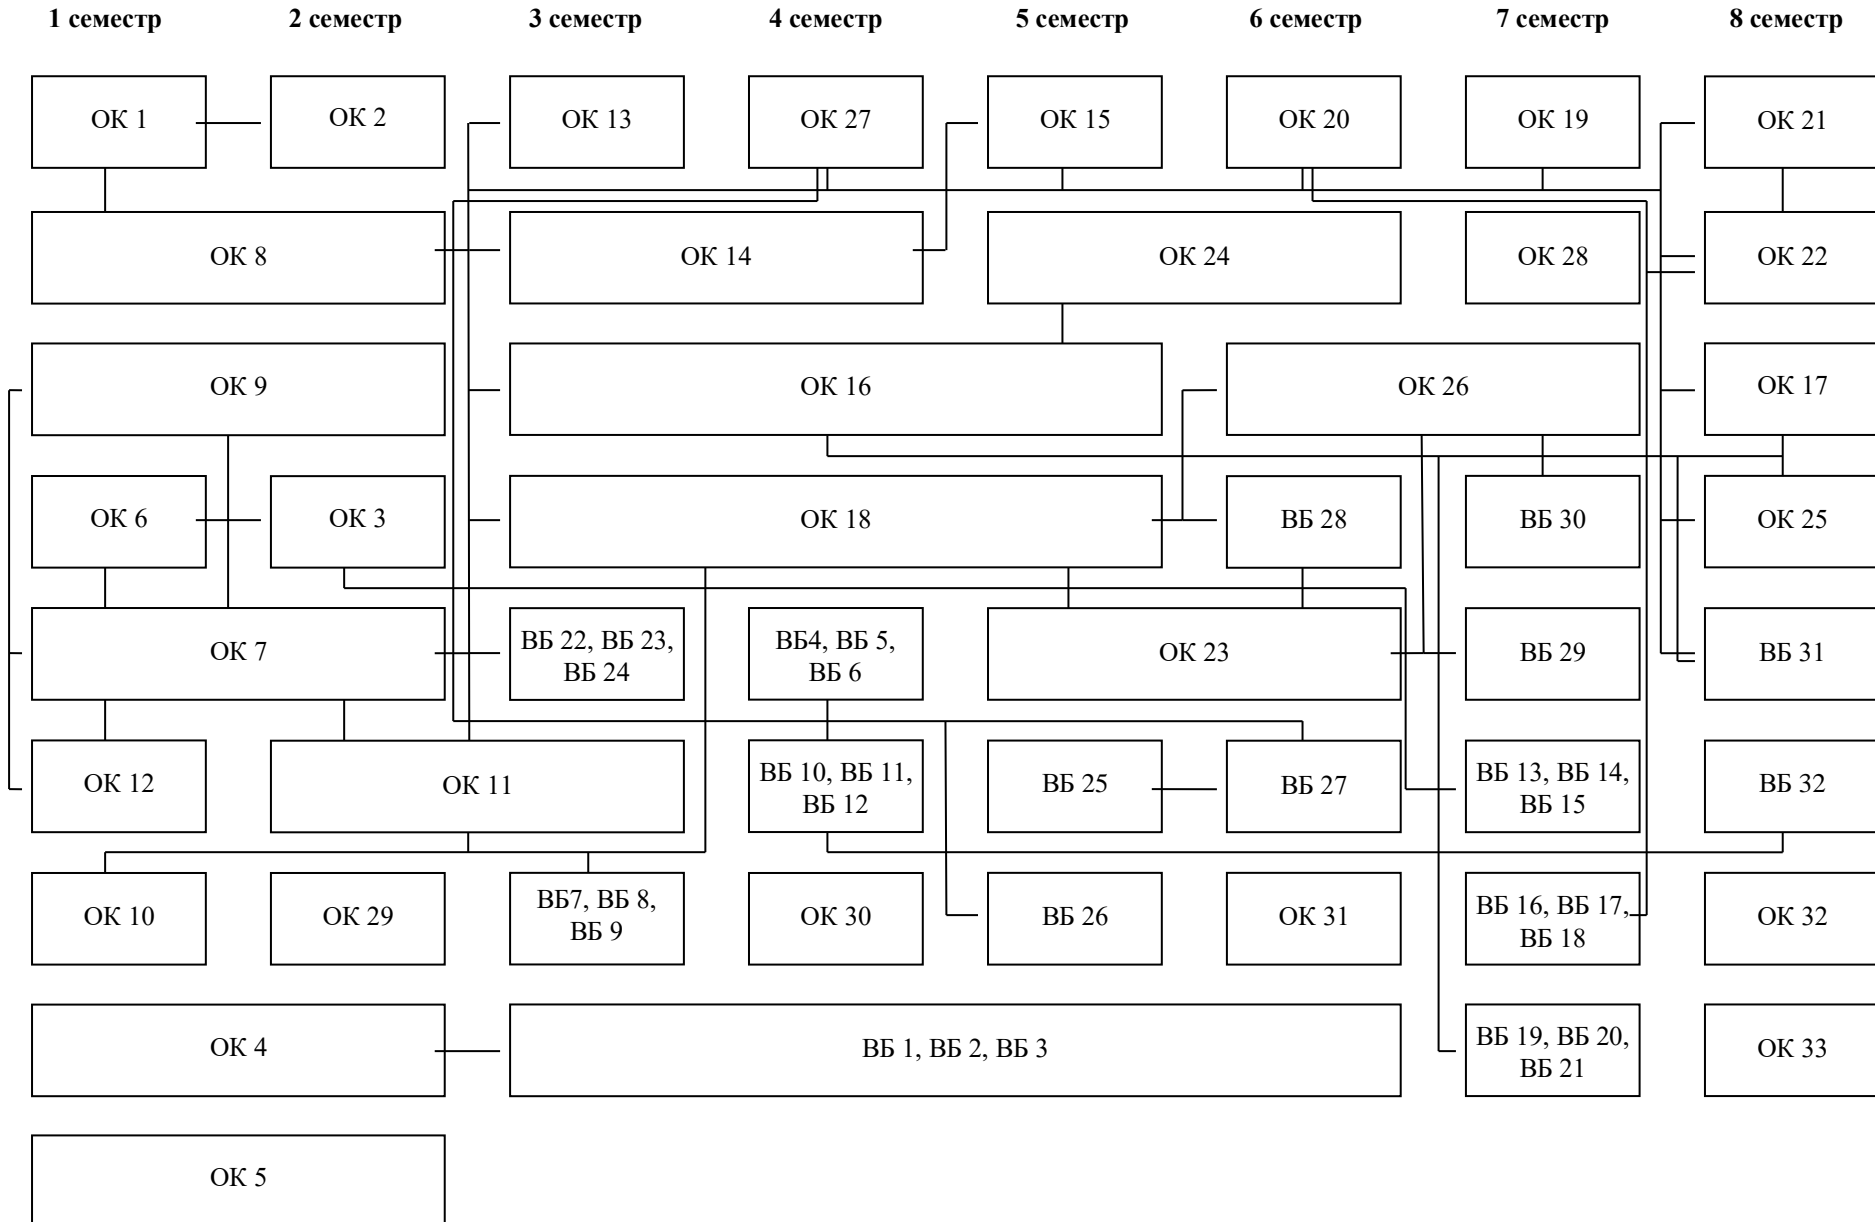 1 семестр
2 семестр
3 семестр
4 семестр
5 семестр
6 семестр
7 семестр
8 семестр
ОК 1
ОК 2
ОК 13
ОК 27
ОК 15
ОК 20
ОК 19
ОК 21
ОК 8
ОК 14
ОК 24
ОК 28
ОК 22
ОК 9
ОК 16
ОК 26
ОК 17
ОК 6
ОК 3
ОК 18
ВБ 28
ВБ 30
ОК 25
ОК 7
ВБ 22, ВБ 23,
ВБ 24
ВБ4, ВБ 5,
ВБ 6
ОК 23
ВБ 29
ВБ 31
ОК 12
ОК 11
ВБ 10, ВБ 11,
ВБ 12
ВБ 25
ВБ 27
ВБ 13, ВБ 14,
ВБ 15
ВБ 32
ОК 10
ОК 29
ВБ7, ВБ 8,
ВБ 9
ОК 30
ВБ 26
ОК 31
ВБ 16, ВБ 17,
ВБ 18
ОК 32
ОК 4
ВБ 1, ВБ 2, ВБ 3
ВБ 19, ВБ 20,
ВБ 21
ОК 33
ОК 5